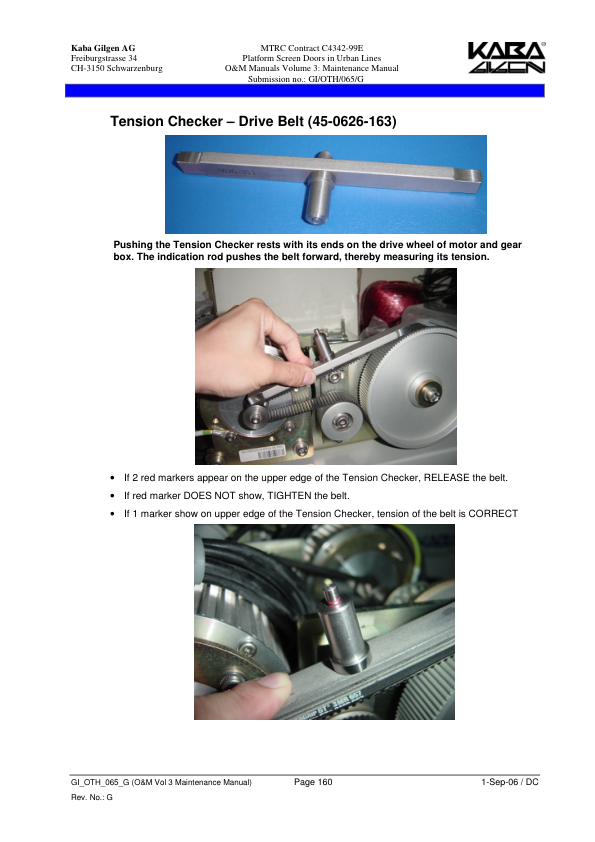 Kaba Gilgen AG
Freiburgstrasse 34
CH-3150 Schwarzenburg
MTRC Contract C4342-99E
Platform Screen Doors in Urban Lines
O&M Manuals Volume 3: Maintenance Manual
Submission no.: GI/OTH/065/G
KABA®
GILGEN
Tension Checker – Drive Belt (45-0626-163)
Pushing the Tension Checker rests with its ends on the drive wheel of motor and gear
box. The indication rod pushes the belt forward, thereby measuring its tension.
• If 2 red markers appear on the upper edge of the Tension Checker, RELEASE the belt.
• If red marker DOES NOT show, TIGHTEN the belt.
• If 1 marker show on upper edge of the Tension Checker, tension of the belt is CORRECT
GI_OTH_065_G (O&M Vol 3 Maintenance Manual)
Page 160
1-Sep-06 / DC
Rev. No.: G